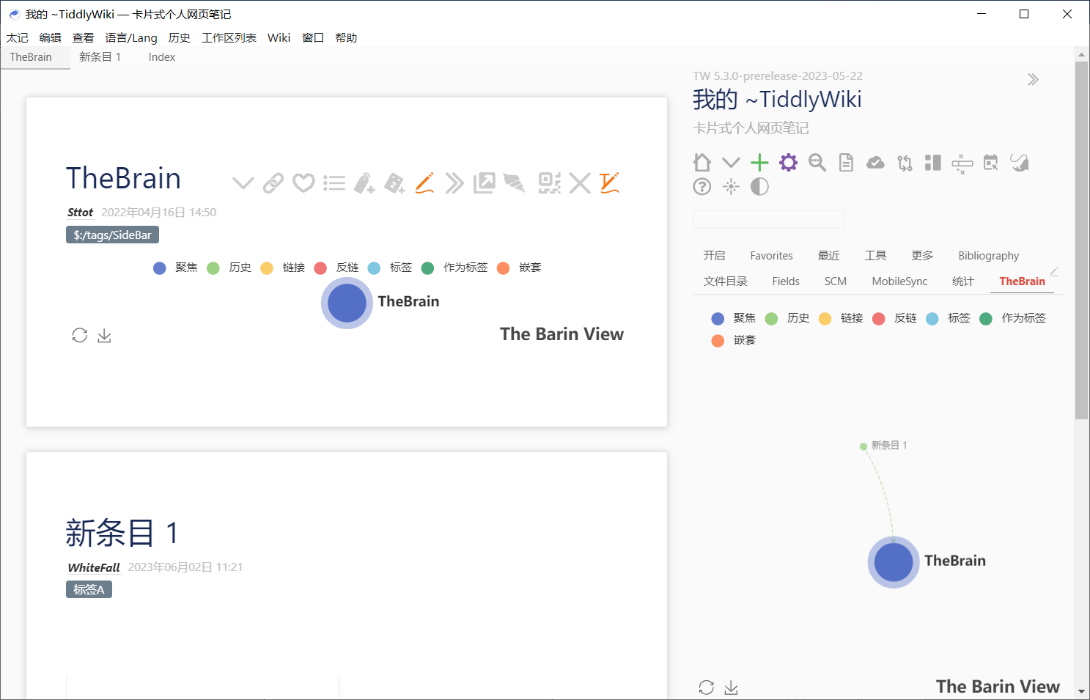 我的 ~TiddlyWiki — 卡片式个人网页笔记
太记 编辑 查看 语言/Lang 历史 工作区列表 Wiki 窗口 帮助
TheBrain 新条目 1 Index
TheBrain
Sttot 2022年04月16日 14:50
$:/tags/SideBar
聚焦 历史 链接 反链 标签 作为标签 嵌套
TheBrain
The Barin View
新条目 1
WhiteFall 2023年06月02日 11:21
标签A
TW 5.3.0-prerelease-2023-05-22
我的 ~TiddlyWiki
卡片式个人网页笔记
开启 Favorites 最近 工具 更多 Bibliography
文件目录 Fields SCM MobileSync 统计 TheBrain
聚焦 历史 链接 反链 标签 作为标签
嵌套
新条目 1
TheBrain
The Barin View